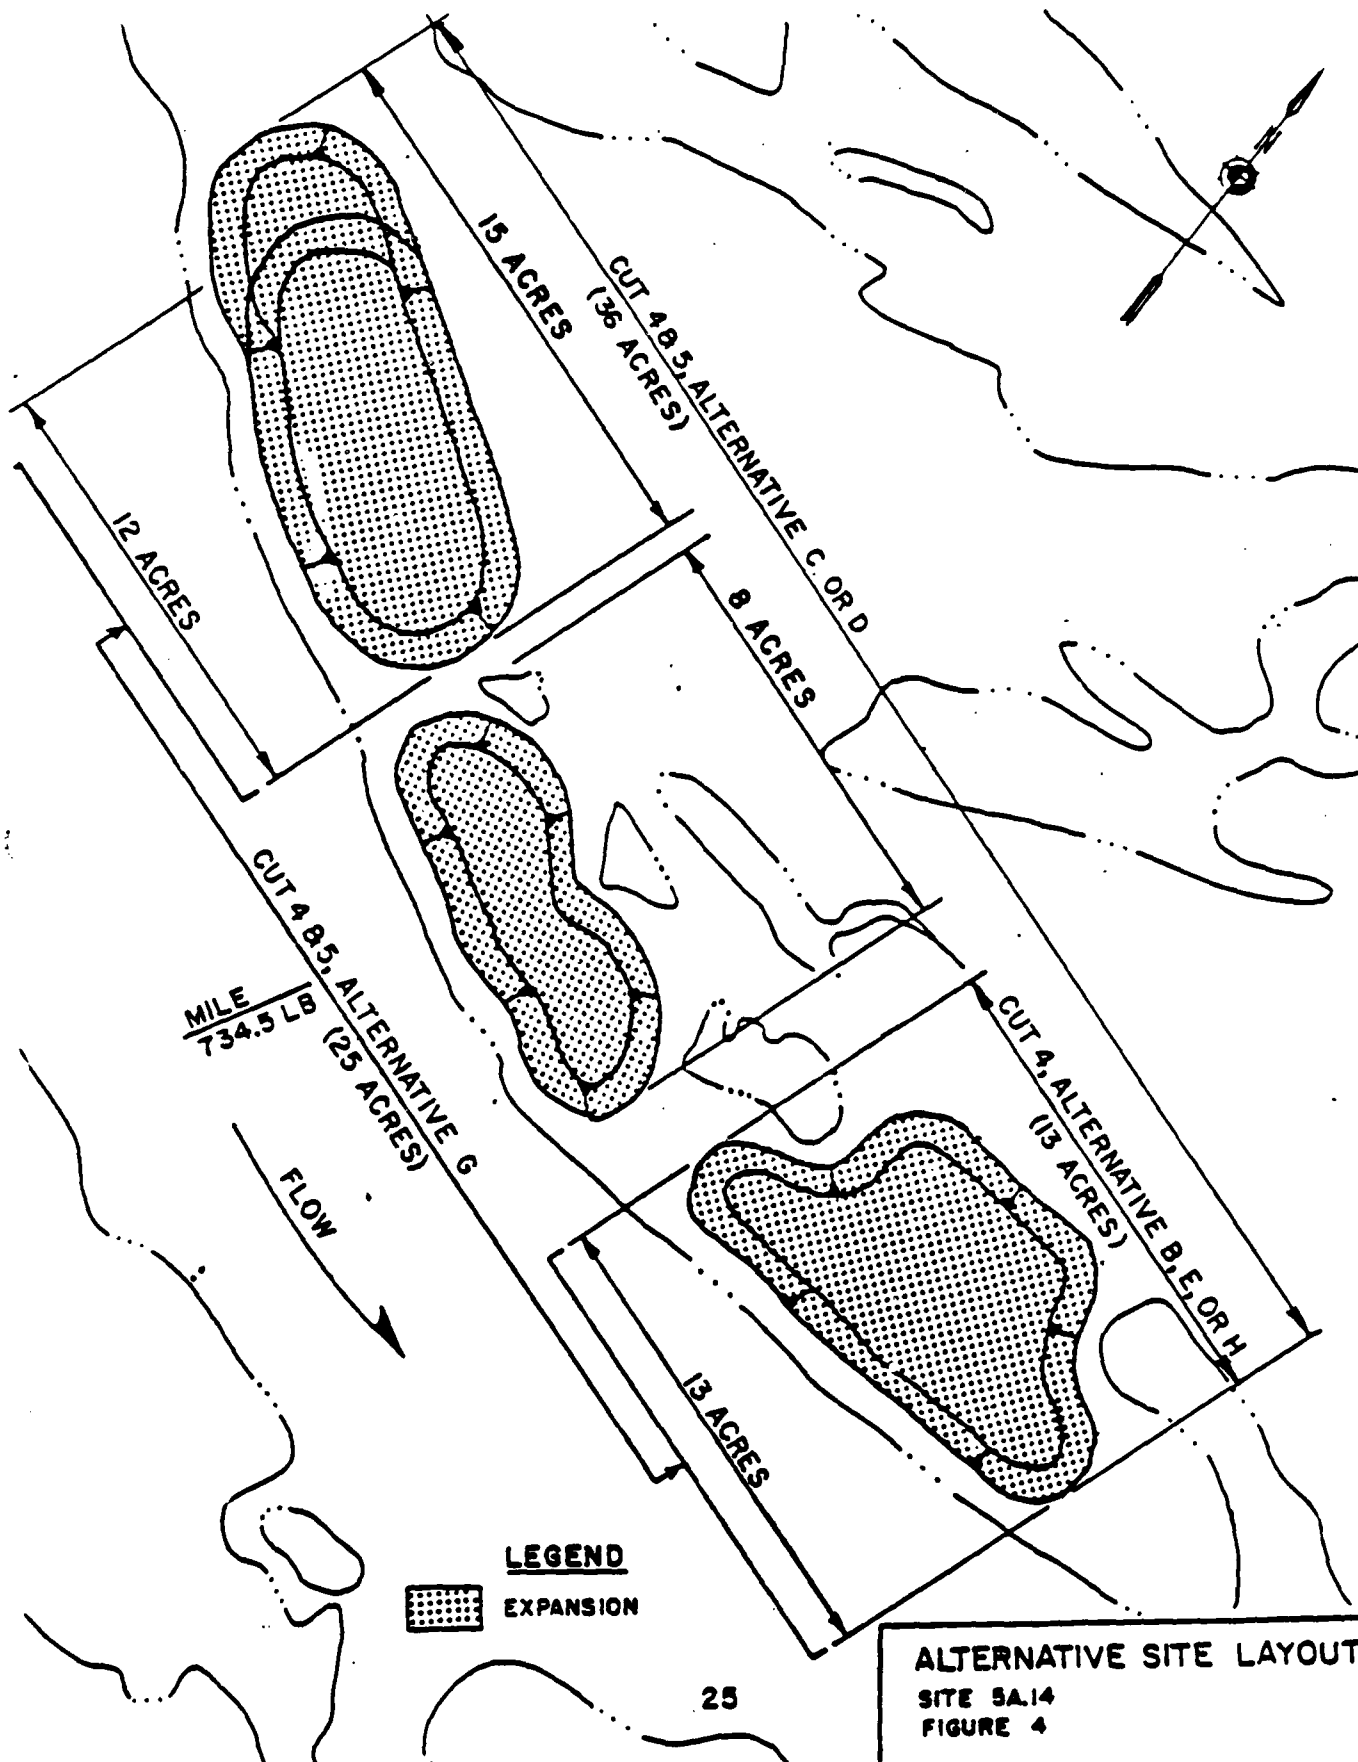 N
15 ACRES
CUT 4&5, ALTERNATIVE C OR D
(36 ACRES)
12 ACRES
8 ACRES
CUT 4&5, ALTERNATIVE G
(25 ACRES)
MILE
734.5 LB
CUT 4, ALTERNATIVE B, E, OR H
(13 ACRES)
FLOW
13 ACRES
LEGEND
EXPANSION
25
ALTERNATIVE SITE LAYOUT
SITE 5A.14
FIGURE 4